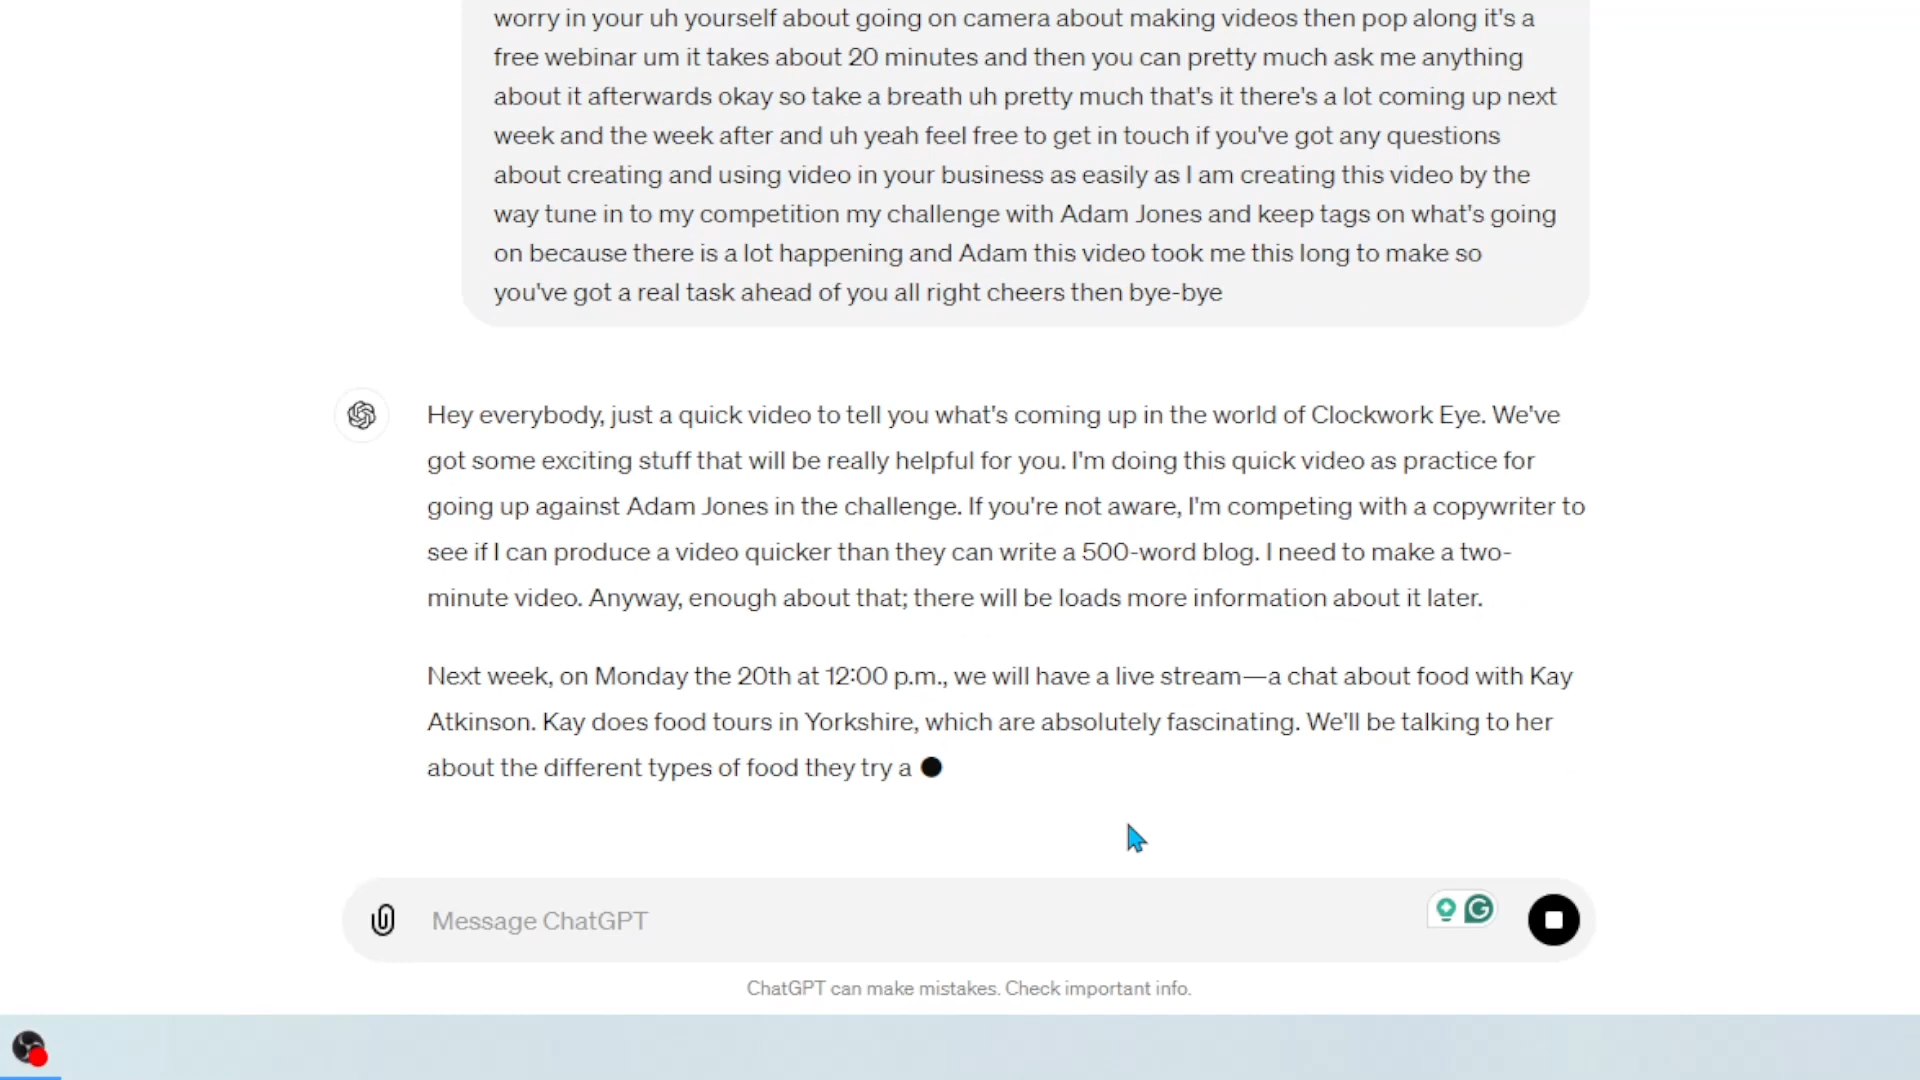 worry in your uh yourself about going on camera about making videos then pop along it's a
free webinar um it takes about 20 minutes and then you can pretty much ask me anything
about it afterwards okay so take a breath uh pretty much that's it there's a lot coming up next
week and the week after and uh yeah feel free to get in touch if you've got any questions
about creating and using video in your business as easily as I am creating this video by the
way tune in to my competition my challenge with Adam Jones and keep tags on what's going
on because there is a lot happening and Adam this video took me this long to make so
you've got a real task ahead of you all right cheers then bye-bye
Hey everybody, just a quick video to tell you what's coming up in the world of Clockwork Eye. We've
got some exciting stuff that will be really helpful for you. I'm doing this quick video as practice for
going up against Adam Jones in the challenge. If you're not aware, I'm competing with a copywriter to
see if I can produce a video quicker than they can write a 500-word blog. I need to make a two-
minute video. Anyway, enough about that; there will be loads more information about it later.
Next week, on Monday the 20th at 12:00 p.m., we will have a live stream—a chat about food with Kay
Atkinson. Kay does food tours in Yorkshire, which are absolutely fascinating. We'll be talking to her
about the different types of food they try a
Message ChatGPT
ChatGPT can make mistakes. Check important info.